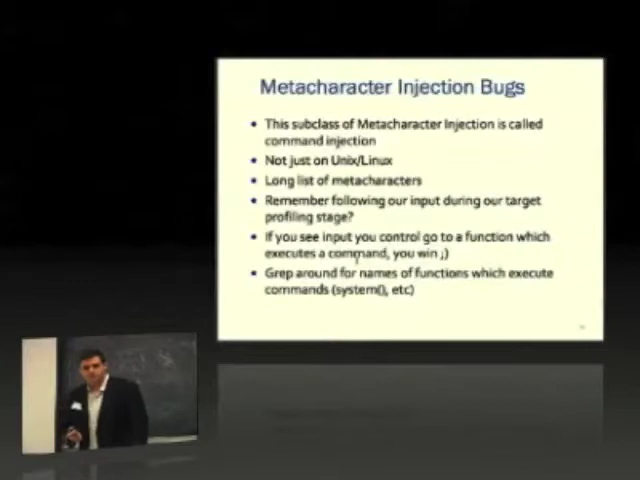 Metacharacter Injection Bugs
• This subclass of Metacharacter Injection is called
command injection
• Not just on Unix/Linux
• Long list of metacharacters
• Remember following our input during our target
profiling stage?
• If you see input you control go to a function which
executes a command, you win ;)
• Grep around for names of functions which execute
commands (system(), etc)